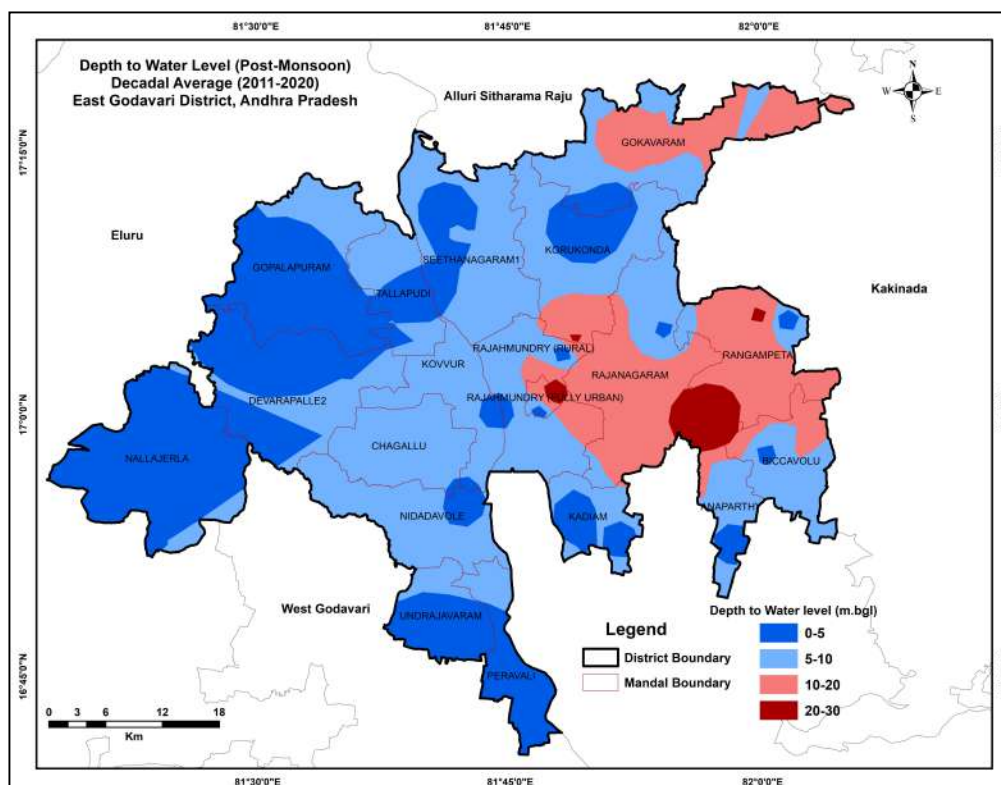 81°30'0"E 81°45'0"E 82°0'0"E
Depth to Water Level (Post-Monsoon)
Decadal Average (2011-2020)
East Godavari District, Andhra Pradesh
Alluri Sitharama Raju
N
W E
S
17°15'0"N
GOKAVARAM
Eluru
SEETHANAGARAM1
KORUKONDA
GOPALAPURAM
TALLAPUDI
Kakinada
RAJAHMUNDRY (RURAL)
RANGAMPETA
KOVVUR
RAJANAGARAM
17°0'0"N
DEVARAPALLE2
RAJAHMUNDRY (FULLY URBAN)
CHAGALLU
NALLAJERLA
BICCAVOLU
ANAPARTHY
NIDADAVOLE
KADIAM
West Godavari
UNDRAJAVARAM
PERAVALI
16°45'0"N
Legend
District Boundary
Mandal Boundary
Depth to Water level (m.bgl)
0-5
5-10
10-20
20-30
0 3 6 12 18
Km
81°30'0"E 81°45'0"E 82°0'0"E